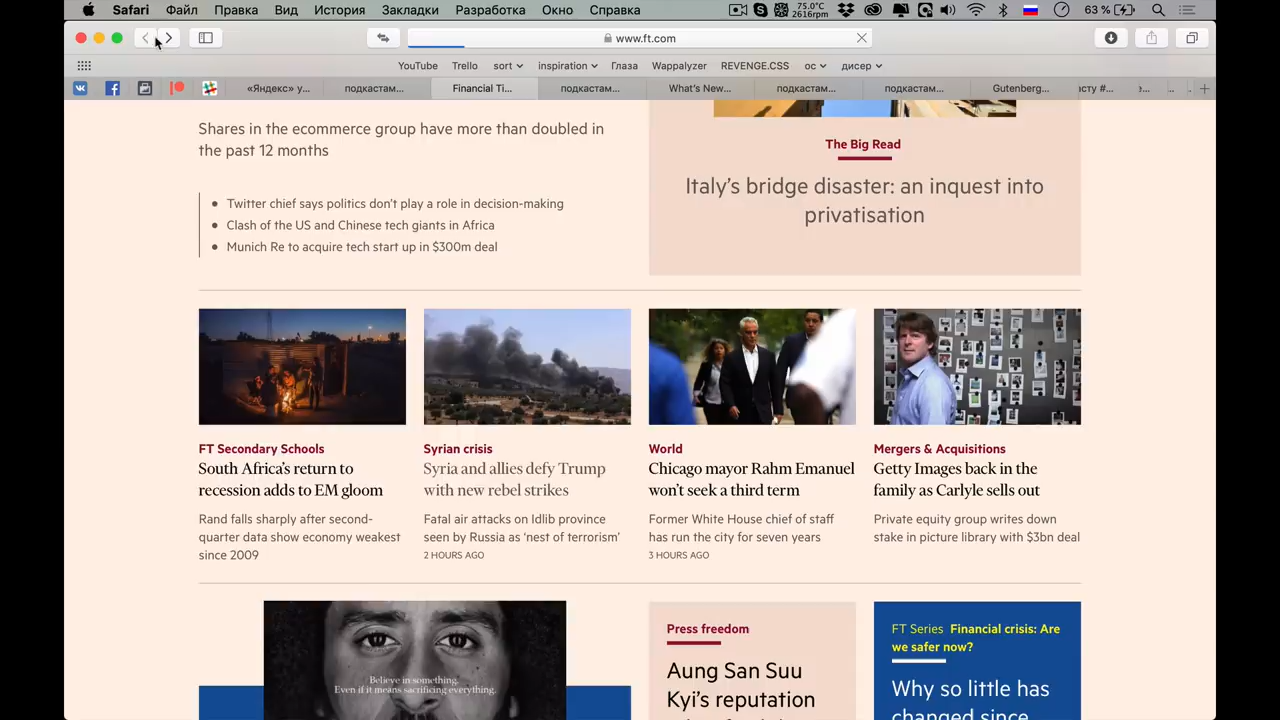 Safari Файл Правка Вид История Закладки Разработка Окно Справка 75.0°C 2616rpm 63 %
www.ft.com
YouTube Trello sort inspiration Глаза Wappalyzer REVENGE.CSS ос дисер
«Яндекс» у... подкастам... Financial Ti... подкастам... What's New... подкастам... подкастам... Gutenberg... асту #...
Shares in the ecommerce group have more than doubled in
the past 12 months
Twitter chief says politics don't play a role in decision-making
Clash of the US and Chinese tech giants in Africa
Munich Re to acquire tech start up in $300m deal
The Big Read
Italy's bridge disaster: an inquest into
privatisation
FT Secondary Schools
South Africa's return to
recession adds to EM gloom
Rand falls sharply after second-
quarter data show economy weakest
since 2009
Syrian crisis
Syria and allies defy Trump
with new rebel strikes
Fatal air attacks on Idlib province
seen by Russia as 'nest of terrorism'
2 HOURS AGO
World
Chicago mayor Rahm Emanuel
won't seek a third term
Former White House chief of staff
has run the city for seven years
3 HOURS AGO
Mergers & Acquisitions
Getty Images back in the
family as Carlyle sells out
Private equity group writes down
stake in picture library with $3bn deal
Believe in something.
Even if it means sacrificing everything.
Press freedom
Aung San Suu
Kyi's reputation
FT Series Financial crisis: Are
we safer now?
Why so little has
changed since